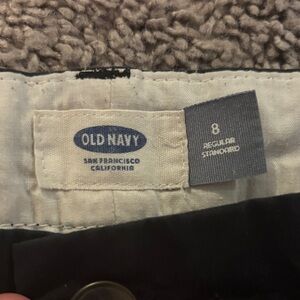 OLD NAVY
SAN FRANCISCO
CALIFORNIA
8
REGULAR
STANDARD